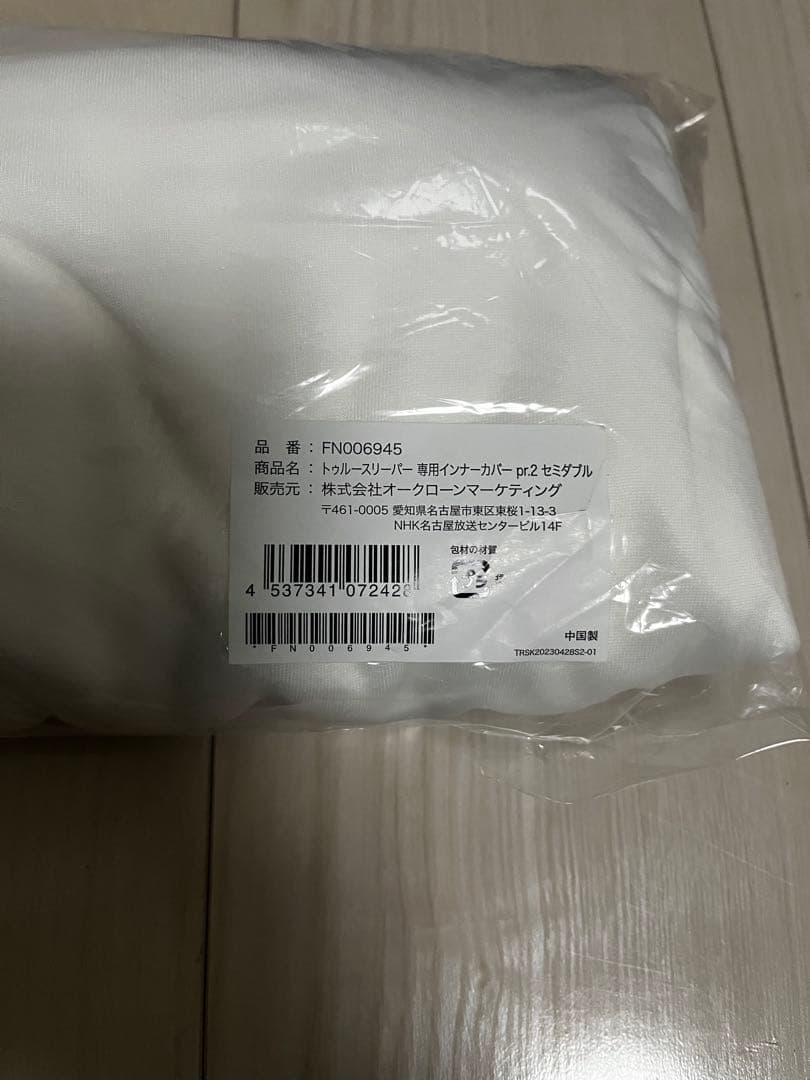 品 番 : FN006945
商品名 : トゥルースリーパー 専用インナーカバー pr.2 セミダブル
販売元 : 株式会社オークローンマーケティング
〒461-0005 愛知県名古屋市東区東桜1-13-3
NHK名古屋放送センタービル14F
包材の材質
プラ 袋
4 537341 072428
*FN006945*
中国製
TRSK20230428S2-01